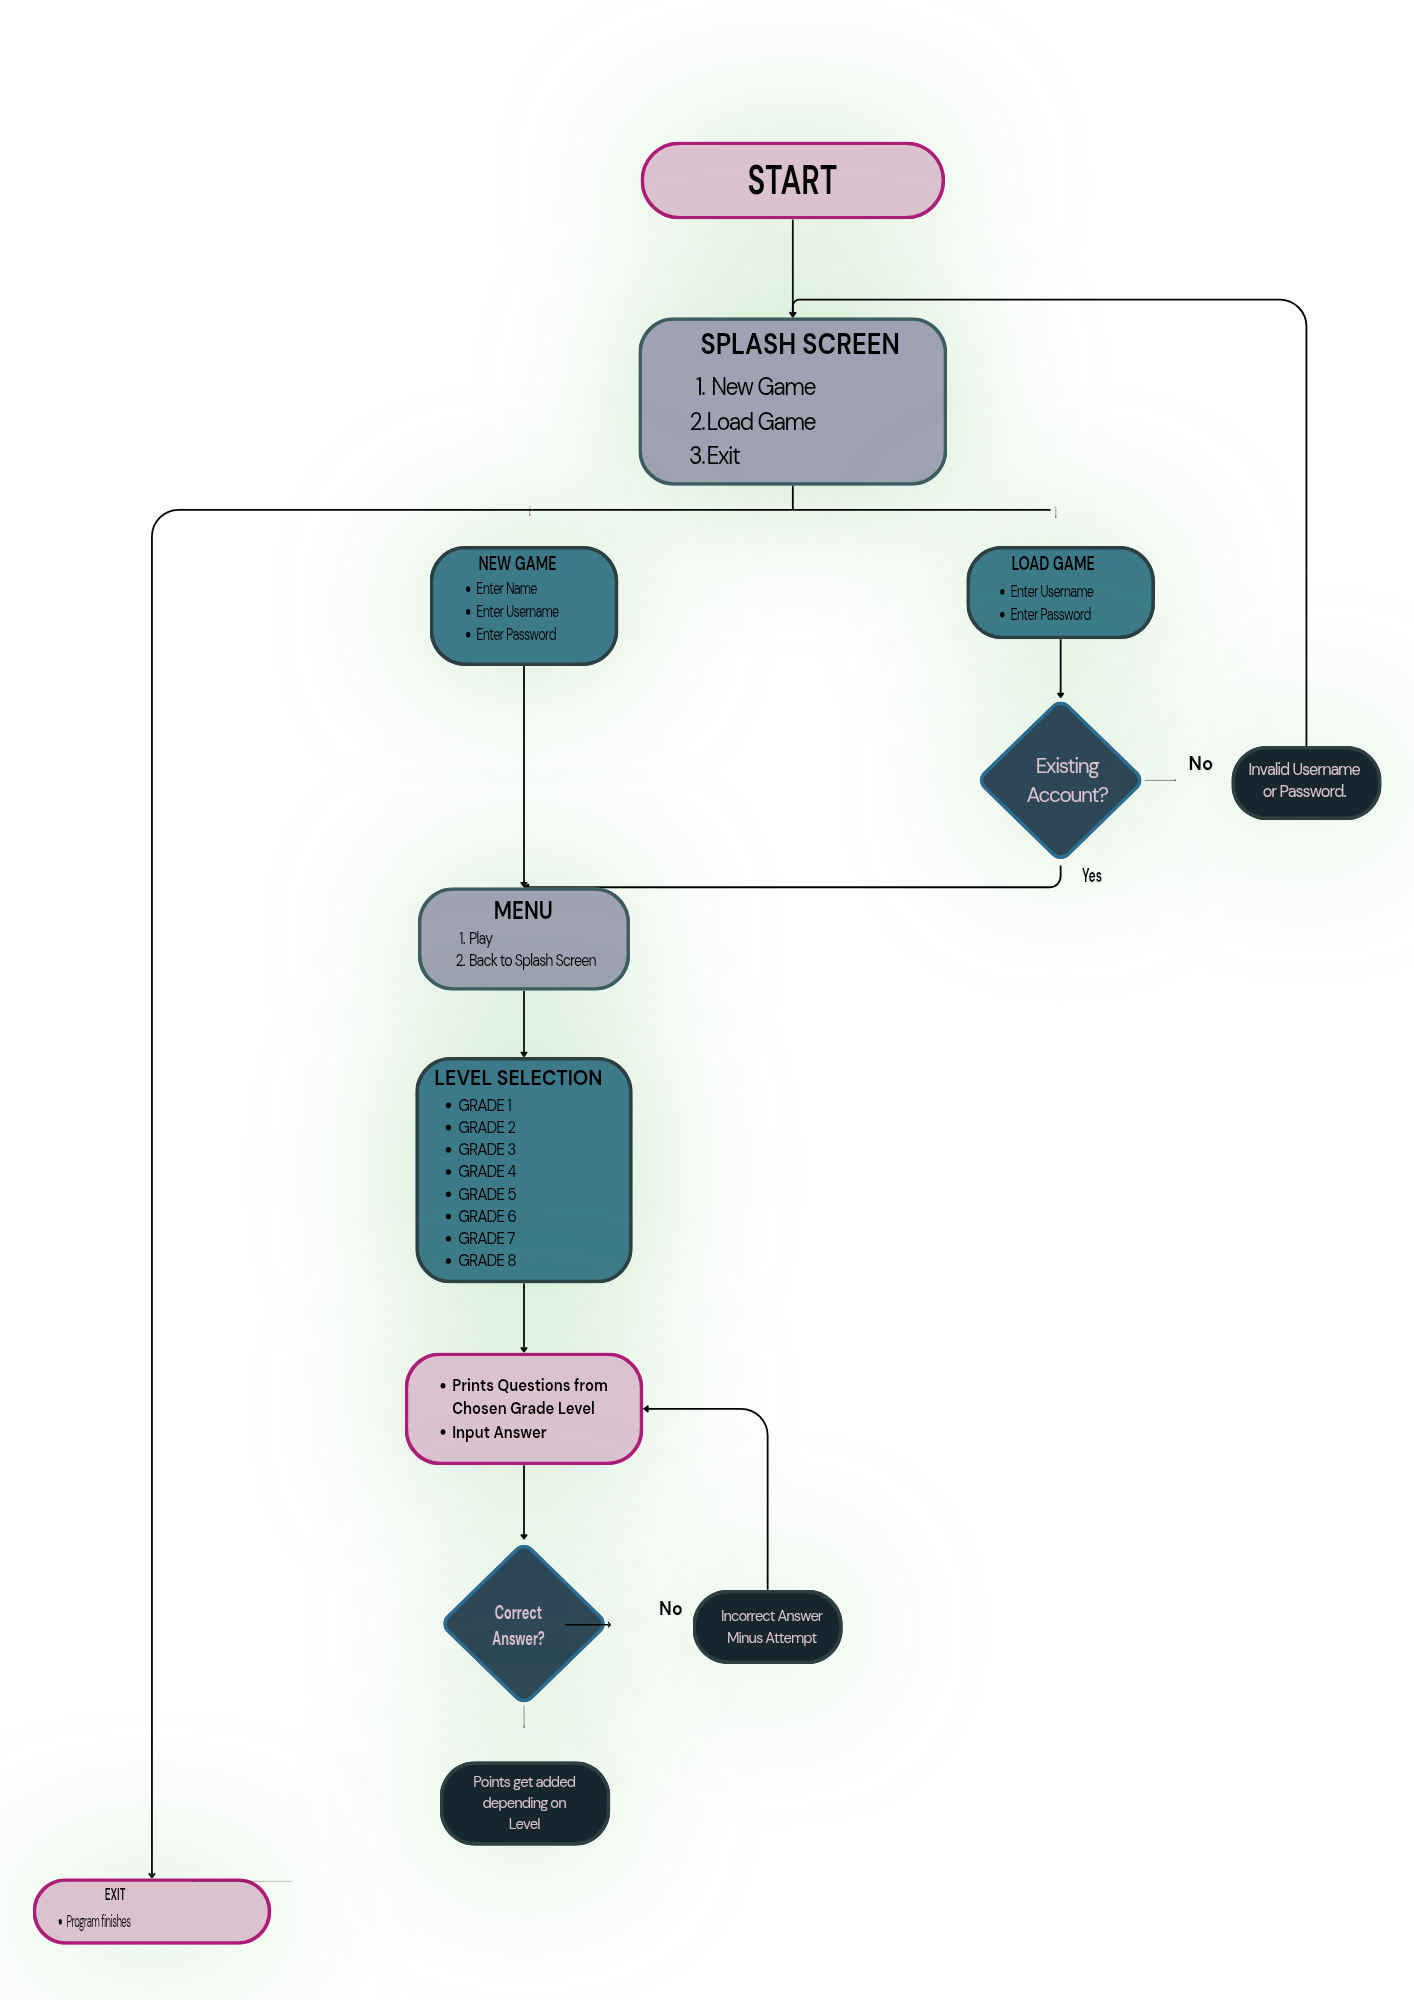 START
SPLASH SCREEN
1. New Game
2. Load Game
3. Exit
NEW GAME
• Enter Name
• Enter Username
• Enter Password
LOAD GAME
• Enter Username
• Enter Password
Existing
Account?
No
Invalid Username
or Password.
Yes
MENU
1. Play
2. Back to Splash Screen
LEVEL SELECTION
• GRADE 1
• GRADE 2
• GRADE 3
• GRADE 4
• GRADE 5
• GRADE 6
• GRADE 7
• GRADE 8
• Prints Questions from
Chosen Grade Level
• Input Answer
Correct
Answer?
No
Incorrect Answer
Minus Attempt
Points get added
depending on
Level
EXIT
• Program finishes